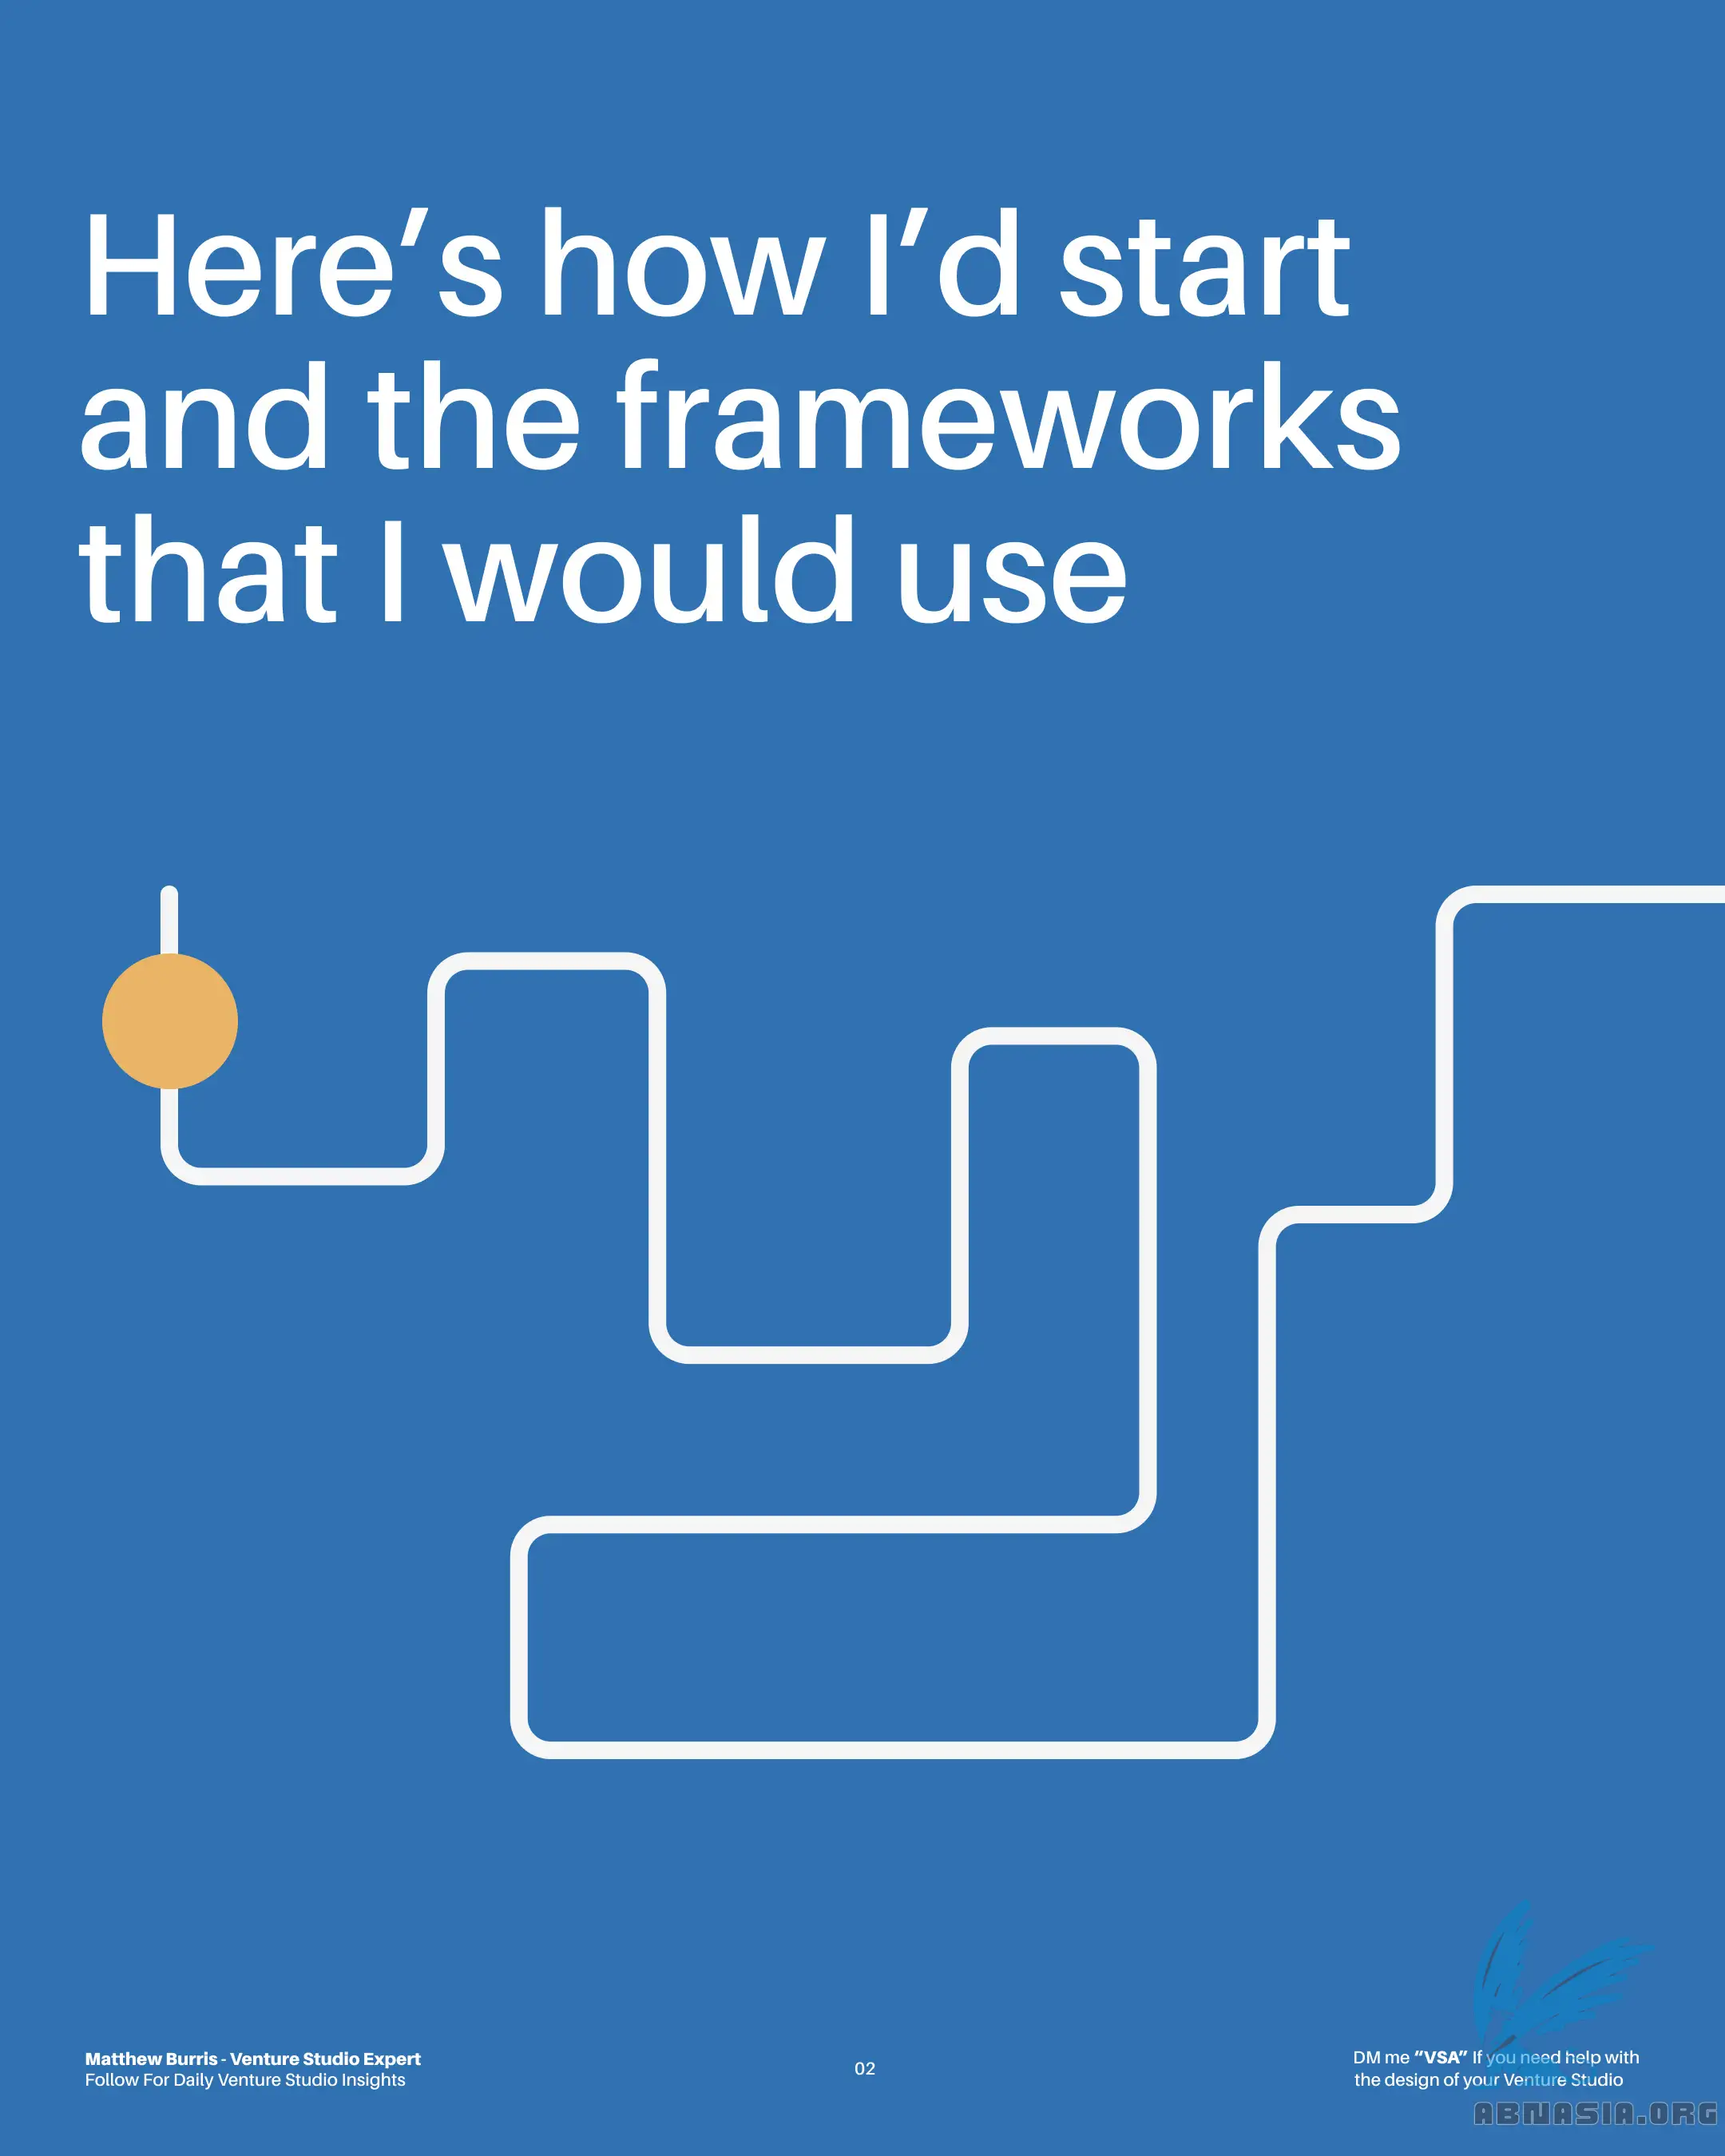 Here’s how I’d start
and the frameworks
that I would use
Matthew Burris - Venture Studio Expert
Follow For Daily Venture Studio Insights
02
DM me “VSA” If you need help with
the design of your Venture Studio
ABNASIA.ORG